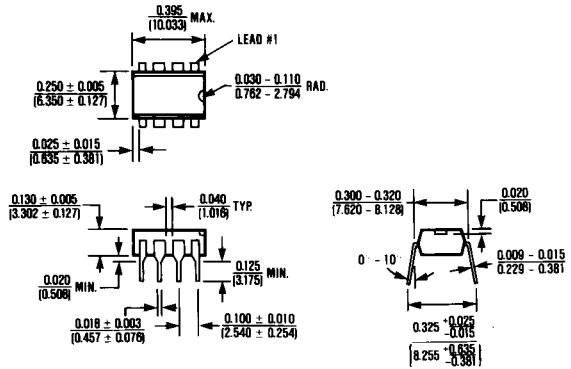 0.395
(10.033)
MAX.
LEAD #1
0.250 ± 0.005
(6.350 ± 0.127)
0.030 - 0.110
0.762 - 2.794
RAD.
0.025 ± 0.015
(0.635 ± 0.381)
0.130 ± 0.005
(3.302 ± 0.127)
0.040
(1.016)
TYP.
0.300 - 0.320
(7.620 - 8.128)
0.020
(0.508)
0.020
(0.508)
MIN.
0.125
(3.175)
MIN.
0° -10°
0.009 - 0.015
0.229 - 0.381
0.018 ± 0.003
(0.457 ± 0.076)
0.100 ± 0.010
(2.540 ± 0.254)
0.325 +0.025
-0.015
(8.255 +0.635
-0.381)